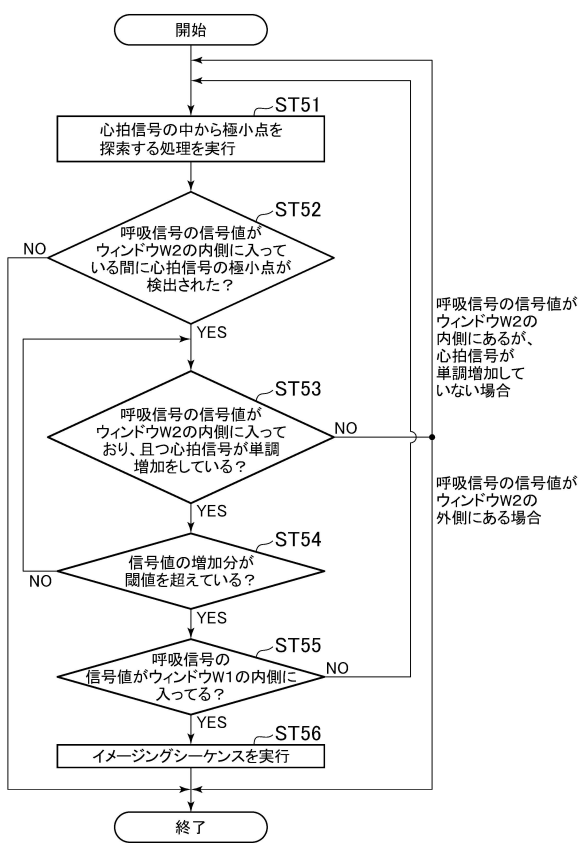 開始
ST51
心拍信号の中から極小点を
探索する処理を実行
ST52
呼吸信号の信号値が
ウィンドウW2の内側に入って
いる間に心拍信号の極小点が
検出された？
NO
YES
呼吸信号の信号値が
ウィンドウW2の
内側にあるが、
心拍信号が
単調増加して
いない場合
ST53
呼吸信号の信号値が
ウィンドウW2の内側に入って
おり、且つ心拍信号が単調
増加をしている？
NO
YES
呼吸信号の信号値が
ウィンドウW2の
外側にある場合
ST54
信号値の増加分が
閾値を超えている？
NO
YES
ST55
呼吸信号の
信号値がウィンドウW1の内側に
入ってる？
NO
YES
ST56
イメージングシーケンスを実行
終了